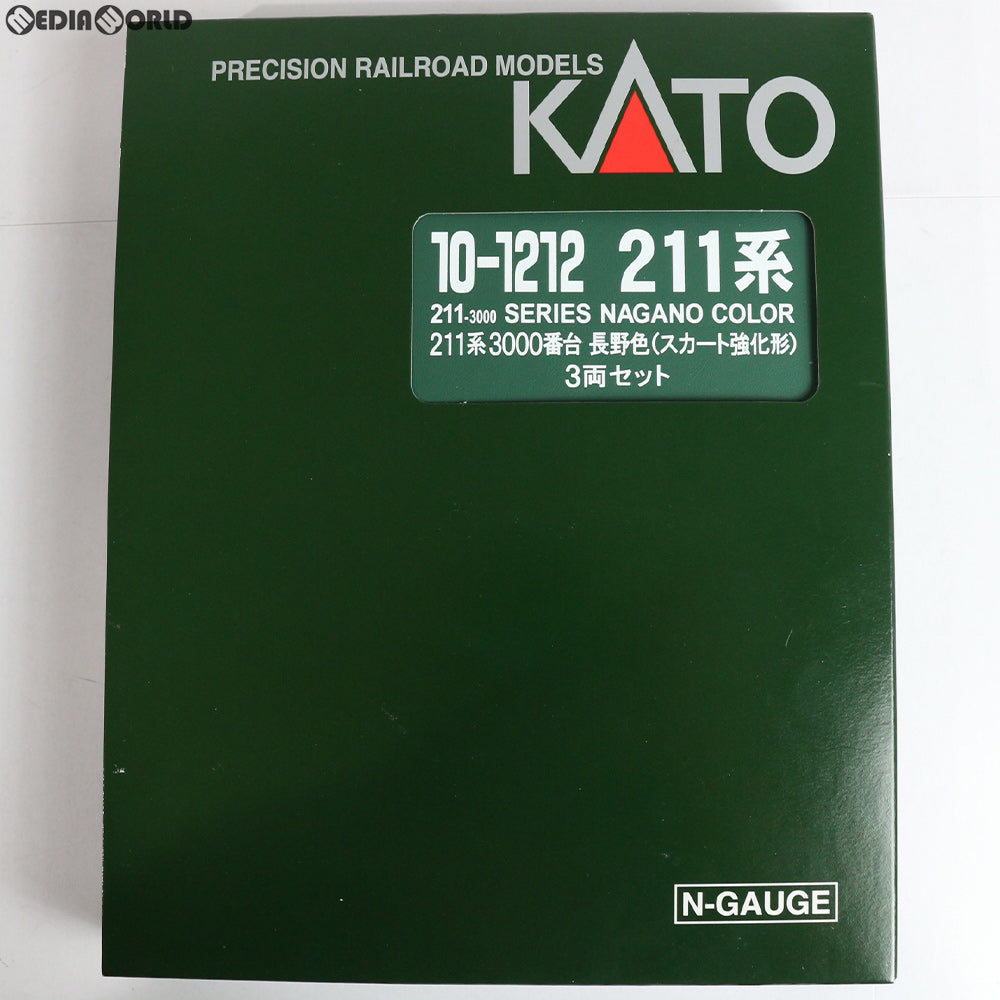 MEDIAWORLD
PRECISION RAILROAD MODELS
KATO
10-1212 211系
211-3000 SERIES NAGANO COLOR
211系3000番台 長野色(スカート強化形)
3両セット
N-GAUGE